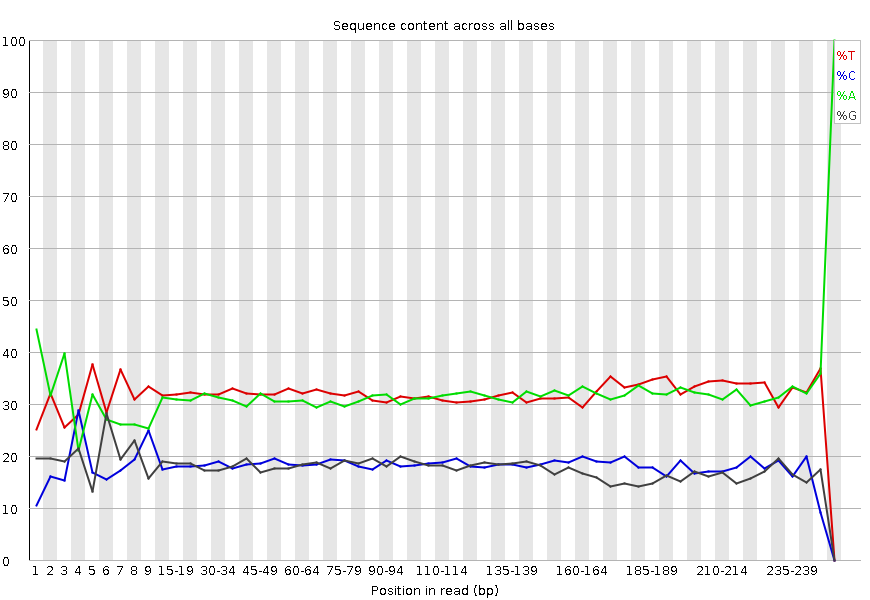 Sequence content across all bases
100
90
80
70
60
50
40
30
20
10
0
%T
%C
%A
%G
1 2 3 4 5 6 7 8 9 15-19 30-34 45-49 60-64 75-79 90-94 110-114 135-139 160-164 185-189 210-214 235-239
Position in read (bp)